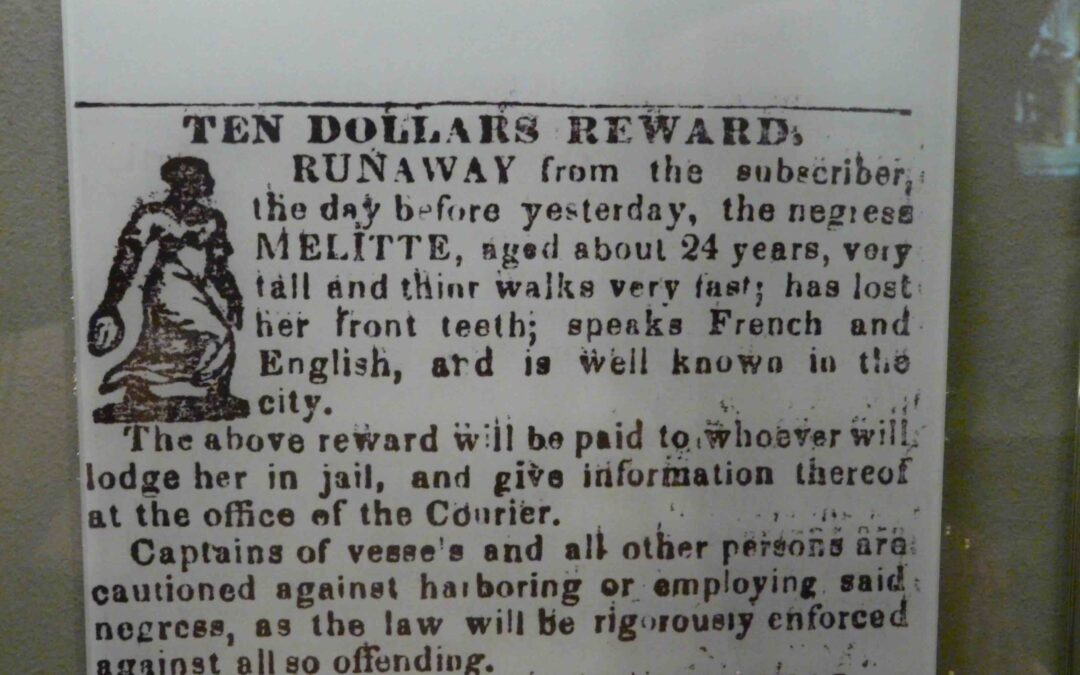 TEN DOLLARS REWARD,
RUNAWAY from the subscriber,
the day before yesterday, the negress
MELITTE, aged about 24 years, very
tall and thin; walks very fast; has lost
her front teeth; speaks French and
English, and is well known in the
city.
The above reward will be paid to whoever will
lodge her in jail, and give information thereof
at the office of the Courier.
Captains of vessels and all other persons are
cautioned against harboring or employing said
negress, as the law will be rigorously enforced
against all so offending.